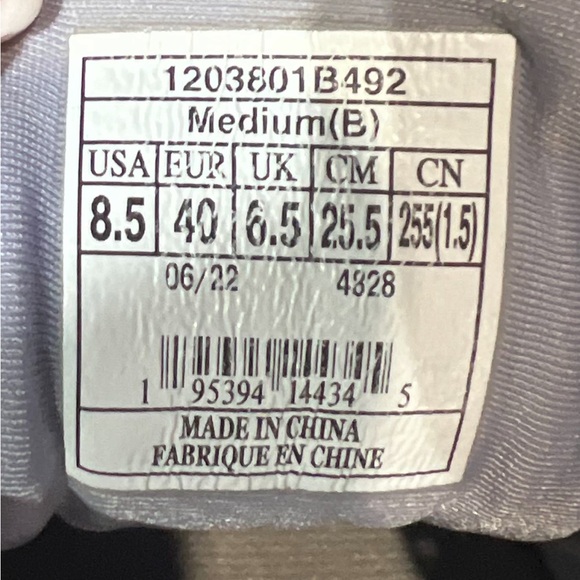 1203801B492
Medium(B)
USA EUR UK CM CN
8.5 40 6.5 25.5 255(1.5)
06/22 4328
1 95394 14434 5
MADE IN CHINA
FABRIQUE EN CHINE